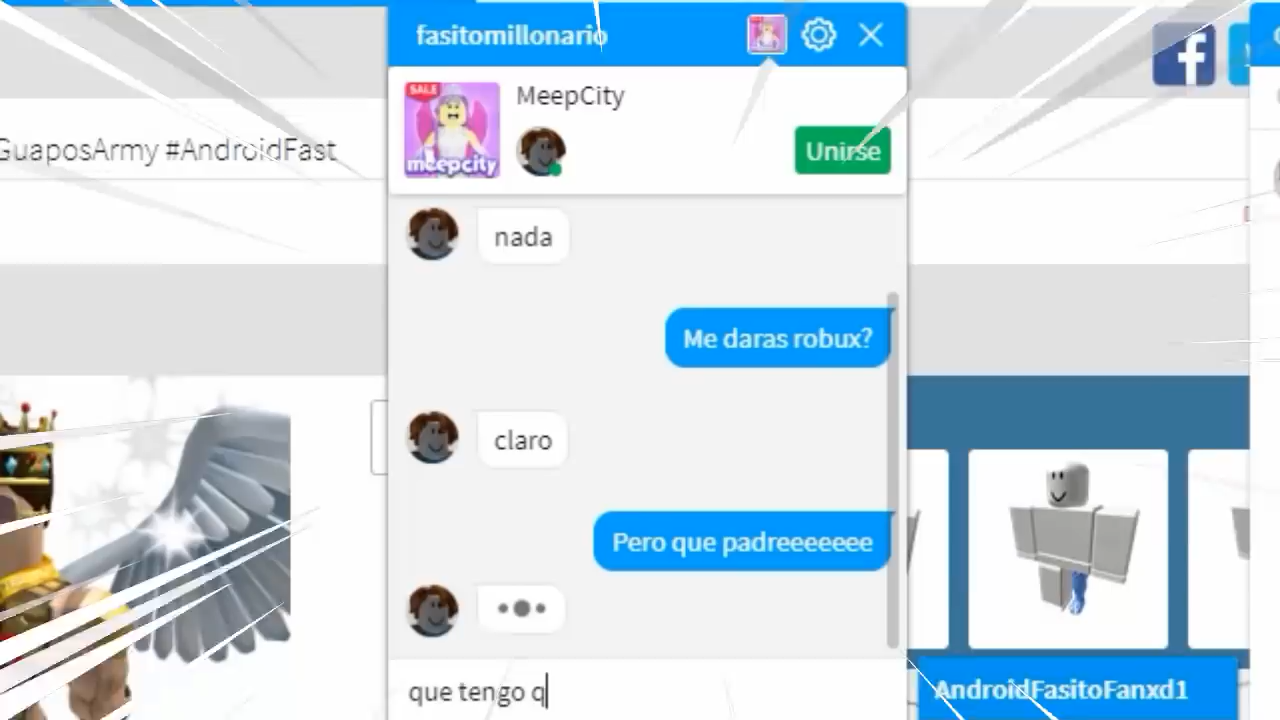 fasitomillonario
SALE
meepcity
MeepCity
Unirse
GuaposArmy #AndroidFast
nada
Me daras robux?
claro
Pero que padreeeeeee
que tengo q
AndroidFasitoFanxd1